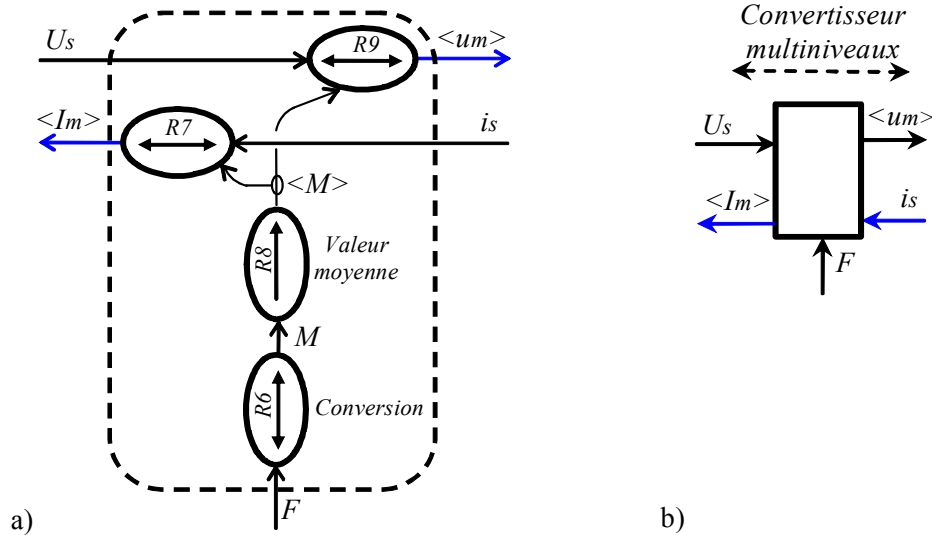 Us
R9
<um>
<Im>
R7
is
<M>
R8
Valeur
moyenne
M
R6
Conversion
F
a)
Convertisseur
multiniveaux
Us
<um>
<Im>
is
F
b)